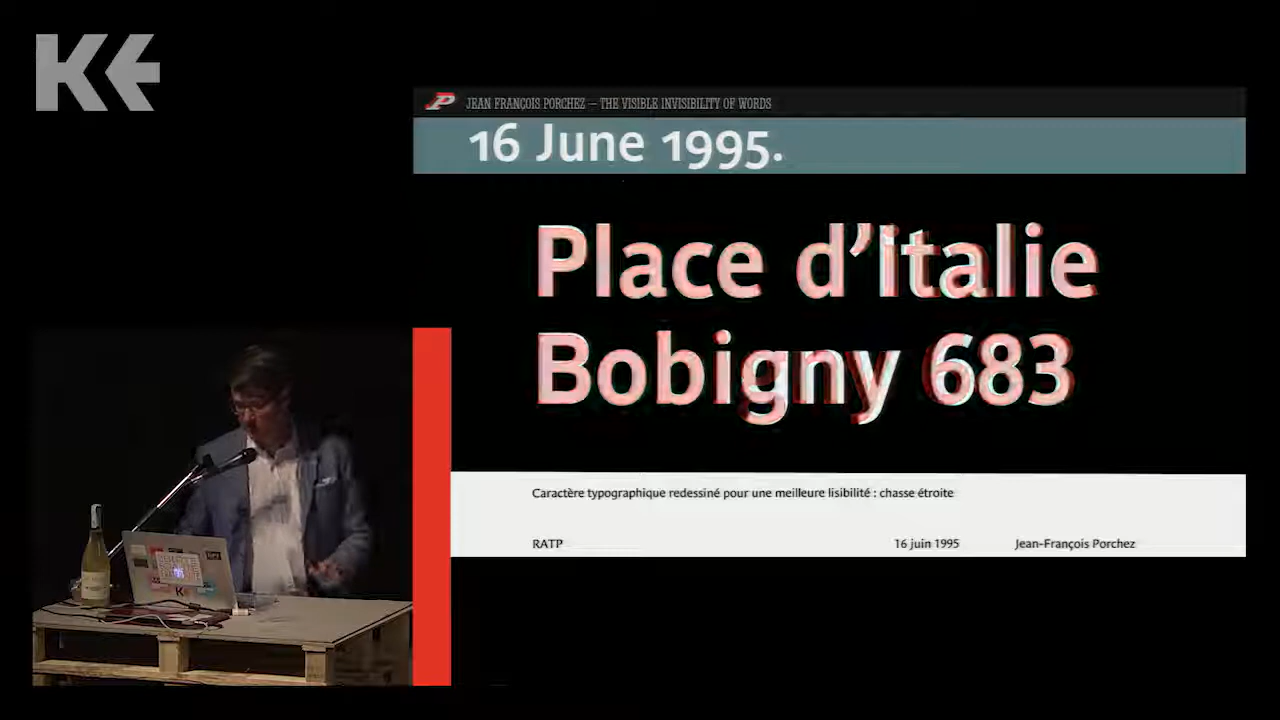 KE
JEAN FRANÇOIS PORCHEZ — THE VISIBLE INVISIBILITY OF WORDS
16 June 1995.
Place d’Italie
Bobigny 683
Caractère typographique redessiné pour une meilleure lisibilité : chasse étroite
RATP 16 juin 1995 Jean-François Porchez